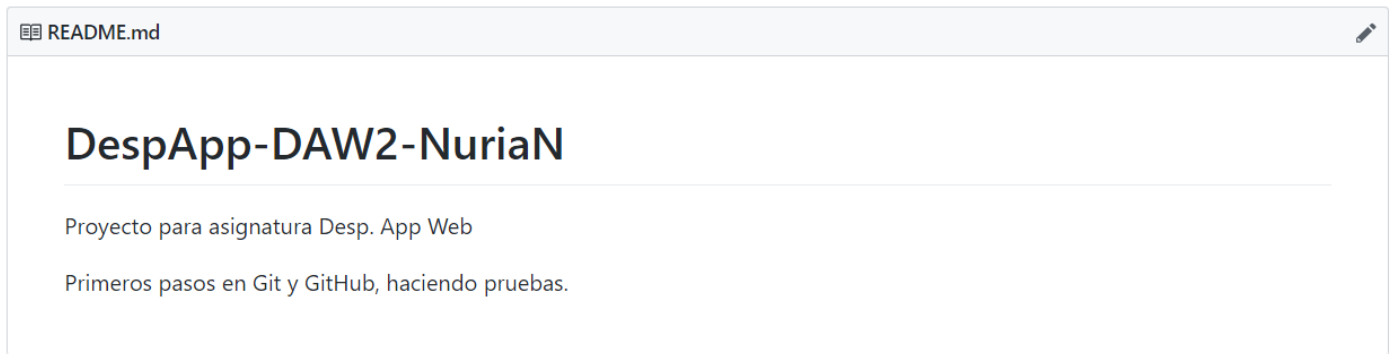 README.md
DespApp-DAW2-NuriaN
Proyecto para asignatura Desp. App Web
Primeros pasos en Git y GitHub, haciendo pruebas.